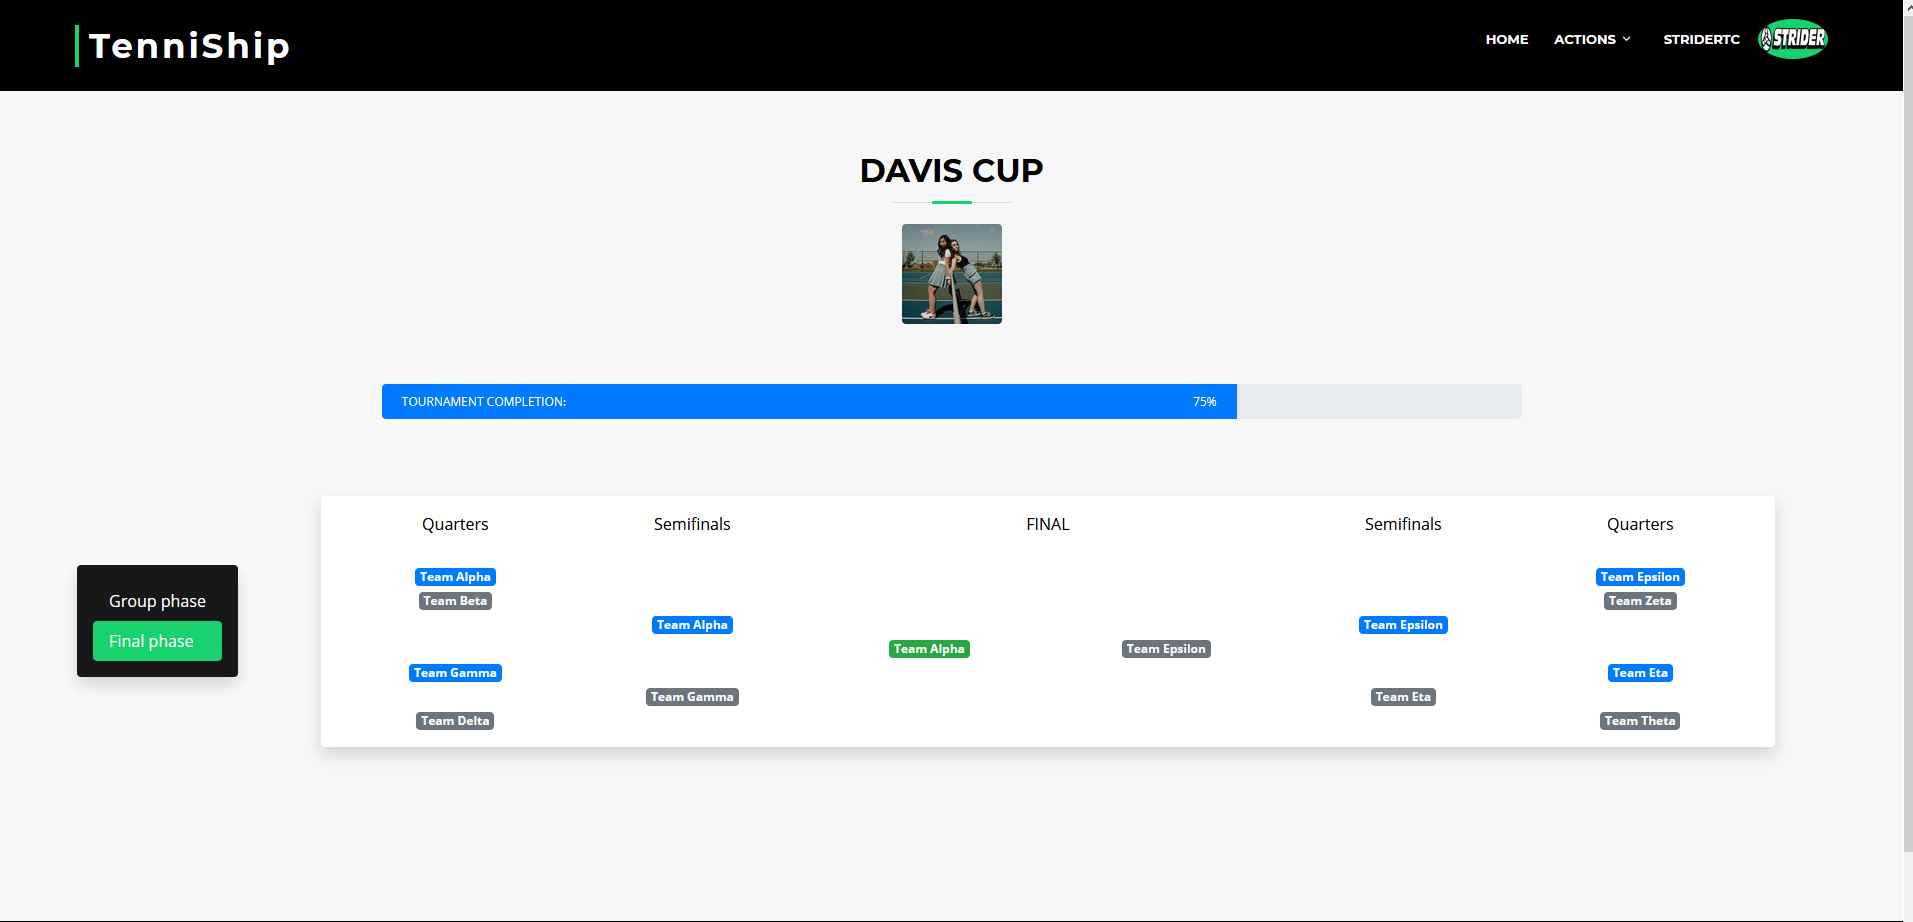 TenniShip
HOME ACTIONS STRIDERTC STRIDER
DAVIS CUP
TOURNAMENT COMPLETION: 75%
Group phase
Final phase
Quarters Semifinals FINAL Semifinals Quarters
Team Alpha Team Epsilon
Team Beta Team Zeta
Team Alpha Team Epsilon
Team Alpha Team Epsilon
Team Gamma Team Eta
Team Gamma Team Eta
Team Delta Team Theta